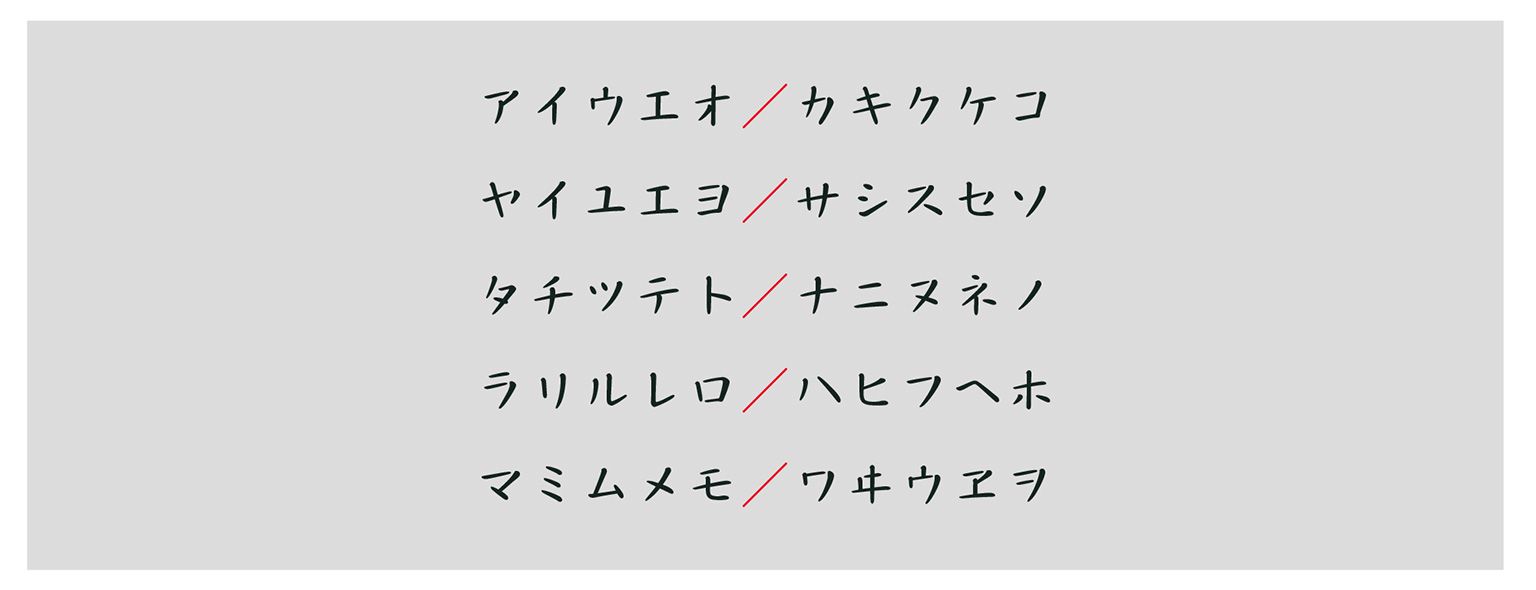 アイウエオ／カキクケコ
ヤイユエヨ／サシスセソ
タチツテト／ナニヌネノ
ラリルレロ／ハヒフヘホ
マミムメモ／ワヰウヱヲ